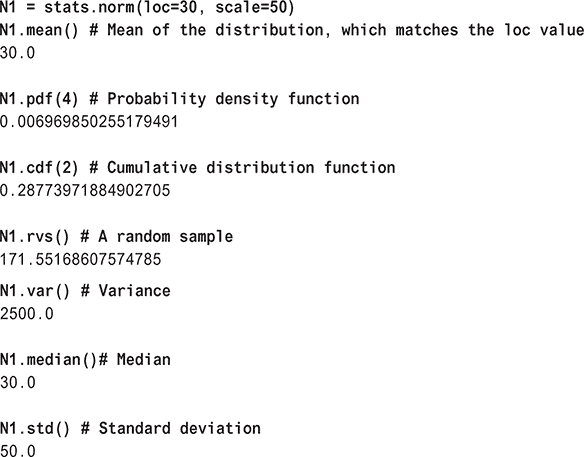 N1 = stats.norm(loc=30, scale=50)
N1.mean() # Mean of the distribution, which matches the loc value
30.0
N1.pdf(4) # Probability density function
0.006969850255179491
N1.cdf(2) # Cumulative distribution function
0.28773971884902705
N1.rvs() # A random sample
171.55168607574785
N1.var() # Variance
2500.0
N1.median()# Median
30.0
N1.std() # Standard deviation
50.0